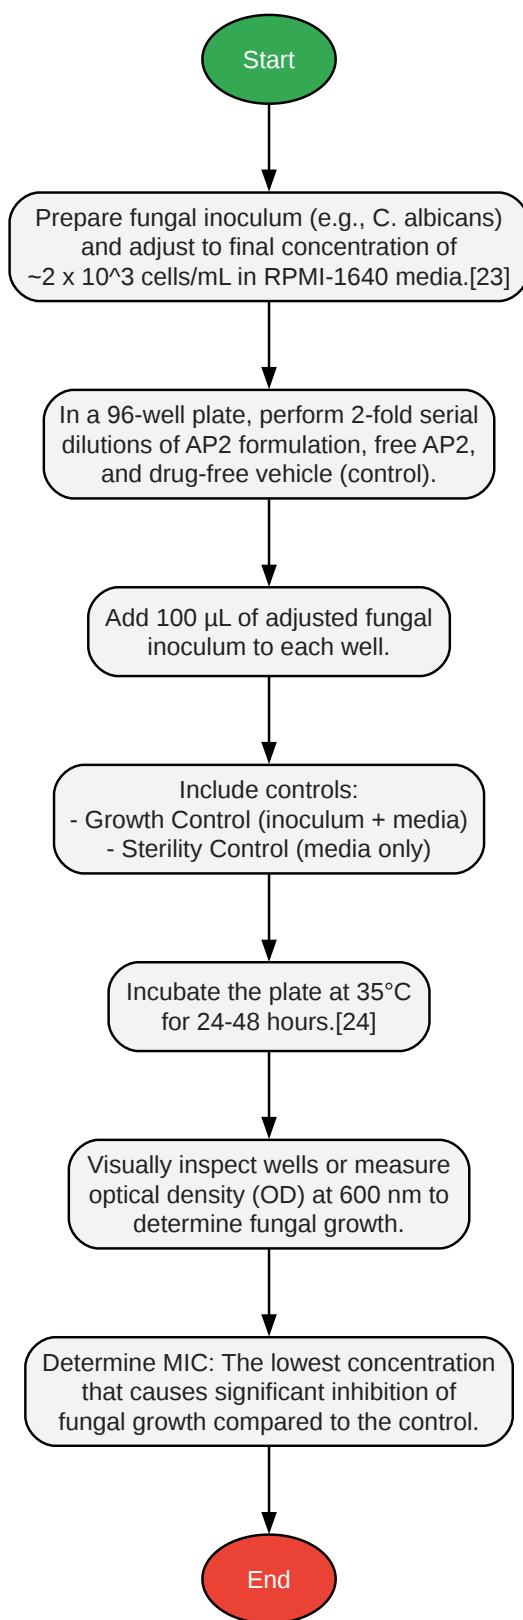 Start
Prepare fungal inoculum (e.g., C. albicans)
and adjust to final concentration of
~2 x 10^3 cells/mL in RPMI-1640 media.[23]
In a 96-well plate, perform 2-fold serial
dilutions of AP2 formulation, free AP2,
and drug-free vehicle (control).
Add 100 µL of adjusted fungal
inoculum to each well.
Include controls:
- Growth Control (inoculum + media)
- Sterility Control (media only)
Incubate the plate at 35°C
for 24-48 hours.[24]
Visually inspect wells or measure
optical density (OD) at 600 nm to
determine fungal growth.
Determine MIC: The lowest concentration
that causes significant inhibition of
fungal growth compared to the control.
End